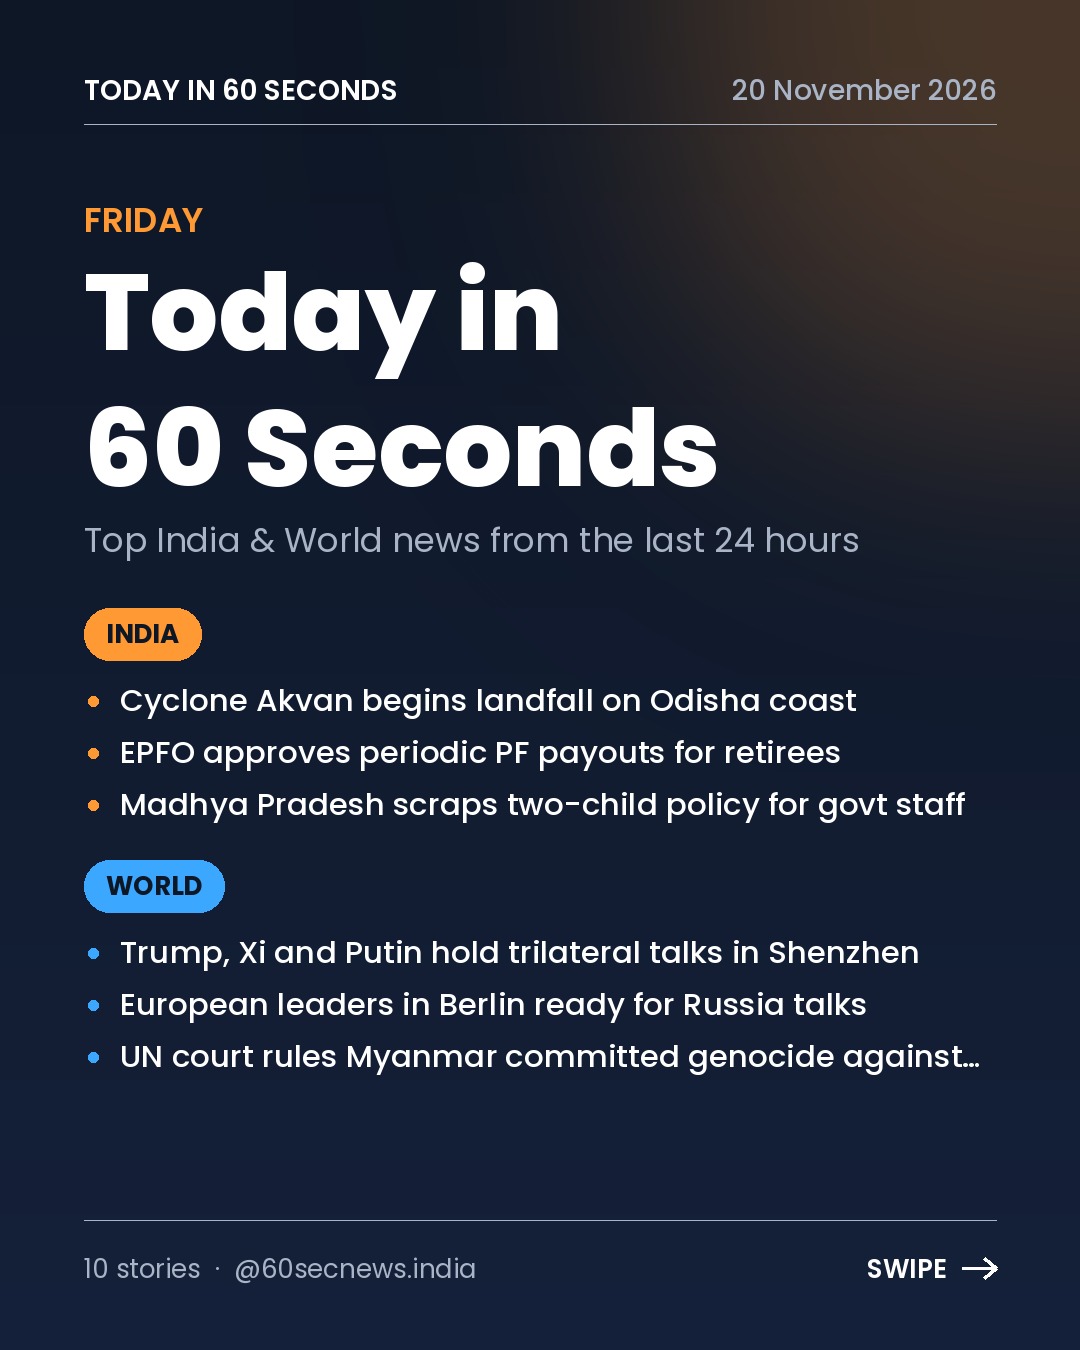 TODAY IN 60 SECONDS
20 November 2026
FRIDAY
Today in
60 Seconds
Top India & World news from the last 24 hours
INDIA
• Cyclone Akvan begins landfall on Odisha coast
• EPFO approves periodic PF payouts for retirees
• Madhya Pradesh scraps two-child policy for govt staff
WORLD
• Trump, Xi and Putin hold trilateral talks in Shenzhen
• European leaders in Berlin ready for Russia talks
• UN court rules Myanmar committed genocide against…
10 stories · @60secnews.india
SWIPE →